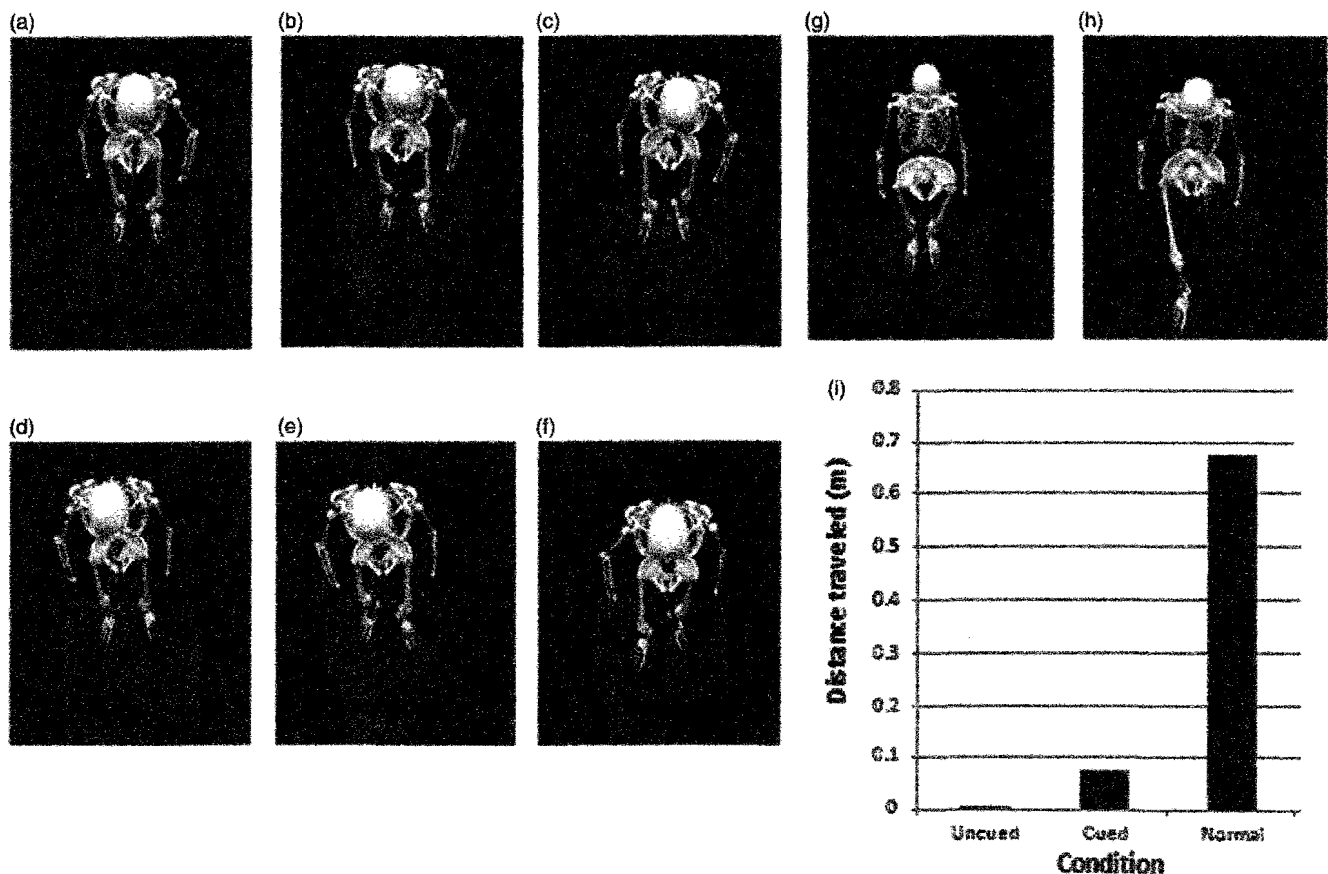 (a)
(b)
(c)
(g)
(h)
(d)
(e)
(f)
(i)
0.8
0.7
0.6
0.5
0.4
0.3
0.2
0.1
0
Distance traveled (m)
Uncued Cued Normal
Condition